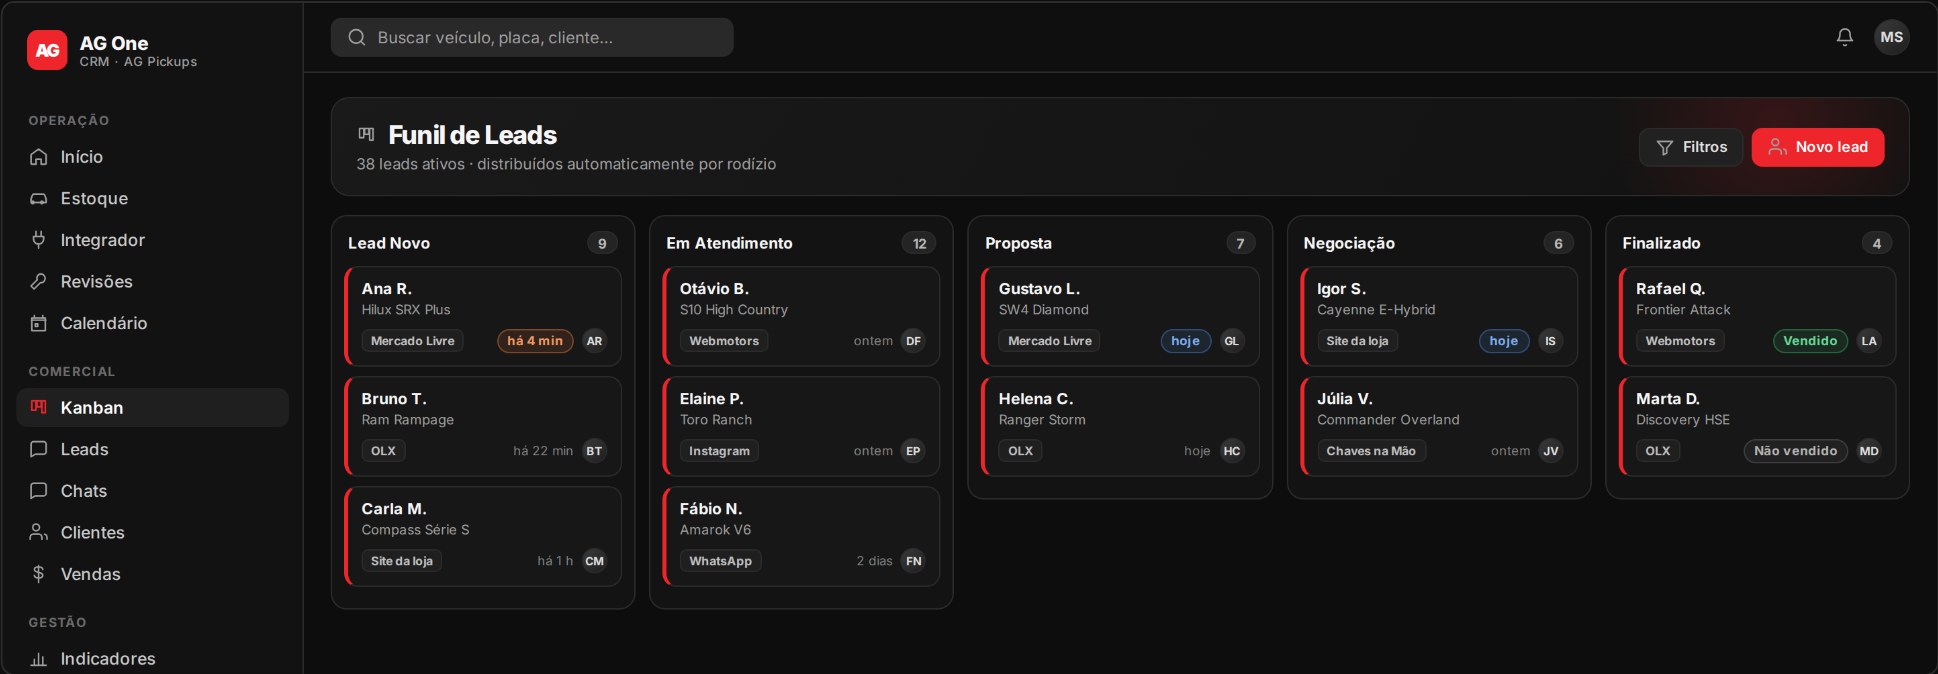 AG
AG One
CRM · AG Pickups
OPERAÇÃO
Início
Estoque
Integrador
Revisões
Calendário
COMERCIAL
Kanban
Leads
Chats
Clientes
Vendas
GESTÃO
Indicadores
Buscar veículo, placa, cliente...
MS
Funil de Leads
38 leads ativos · distribuídos automaticamente por rodízio
Filtros
Novo lead
Lead Novo 9
Ana R.
Hilux SRX Plus
Mercado Livre há 4 min AR
Bruno T.
Ram Rampage
OLX há 22 min BT
Carla M.
Compass Série S
Site da loja há 1 h CM
Em Atendimento 12
Otávio B.
S10 High Country
Webmotors ontem DF
Elaine P.
Toro Ranch
Instagram ontem EP
Fábio N.
Amarok V6
WhatsApp 2 dias FN
Proposta 7
Gustavo L.
SW4 Diamond
Mercado Livre hoje GL
Helena C.
Ranger Storm
OLX hoje HC
Negociação 6
Igor S.
Cayenne E-Hybrid
Site da loja hoje IS
Júlia V.
Commander Overland
Chaves na Mão ontem JV
Finalizado 4
Rafael Q.
Frontier Attack
Webmotors Vendido LA
Marta D.
Discovery HSE
OLX Não vendido MD